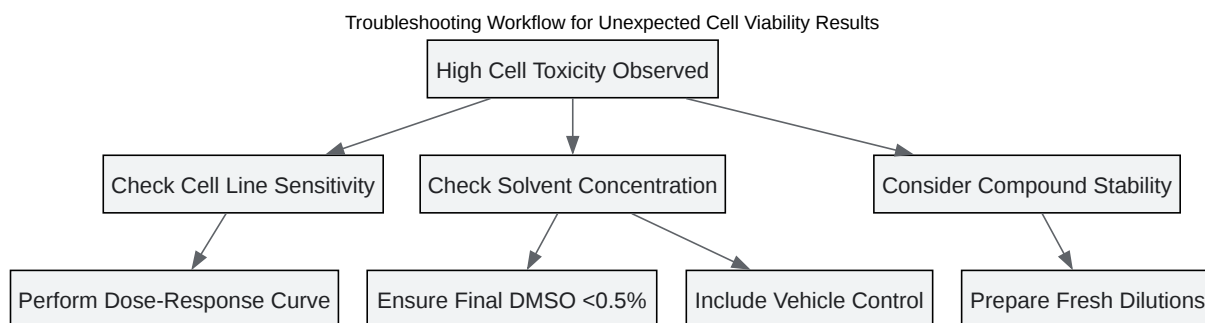 Troubleshooting Workflow for Unexpected Cell Viability Results
High Cell Toxicity Observed
Check Cell Line Sensitivity
Check Solvent Concentration
Consider Compound Stability
Perform Dose-Response Curve
Ensure Final DMSO <0.5%
Include Vehicle Control
Prepare Fresh Dilutions